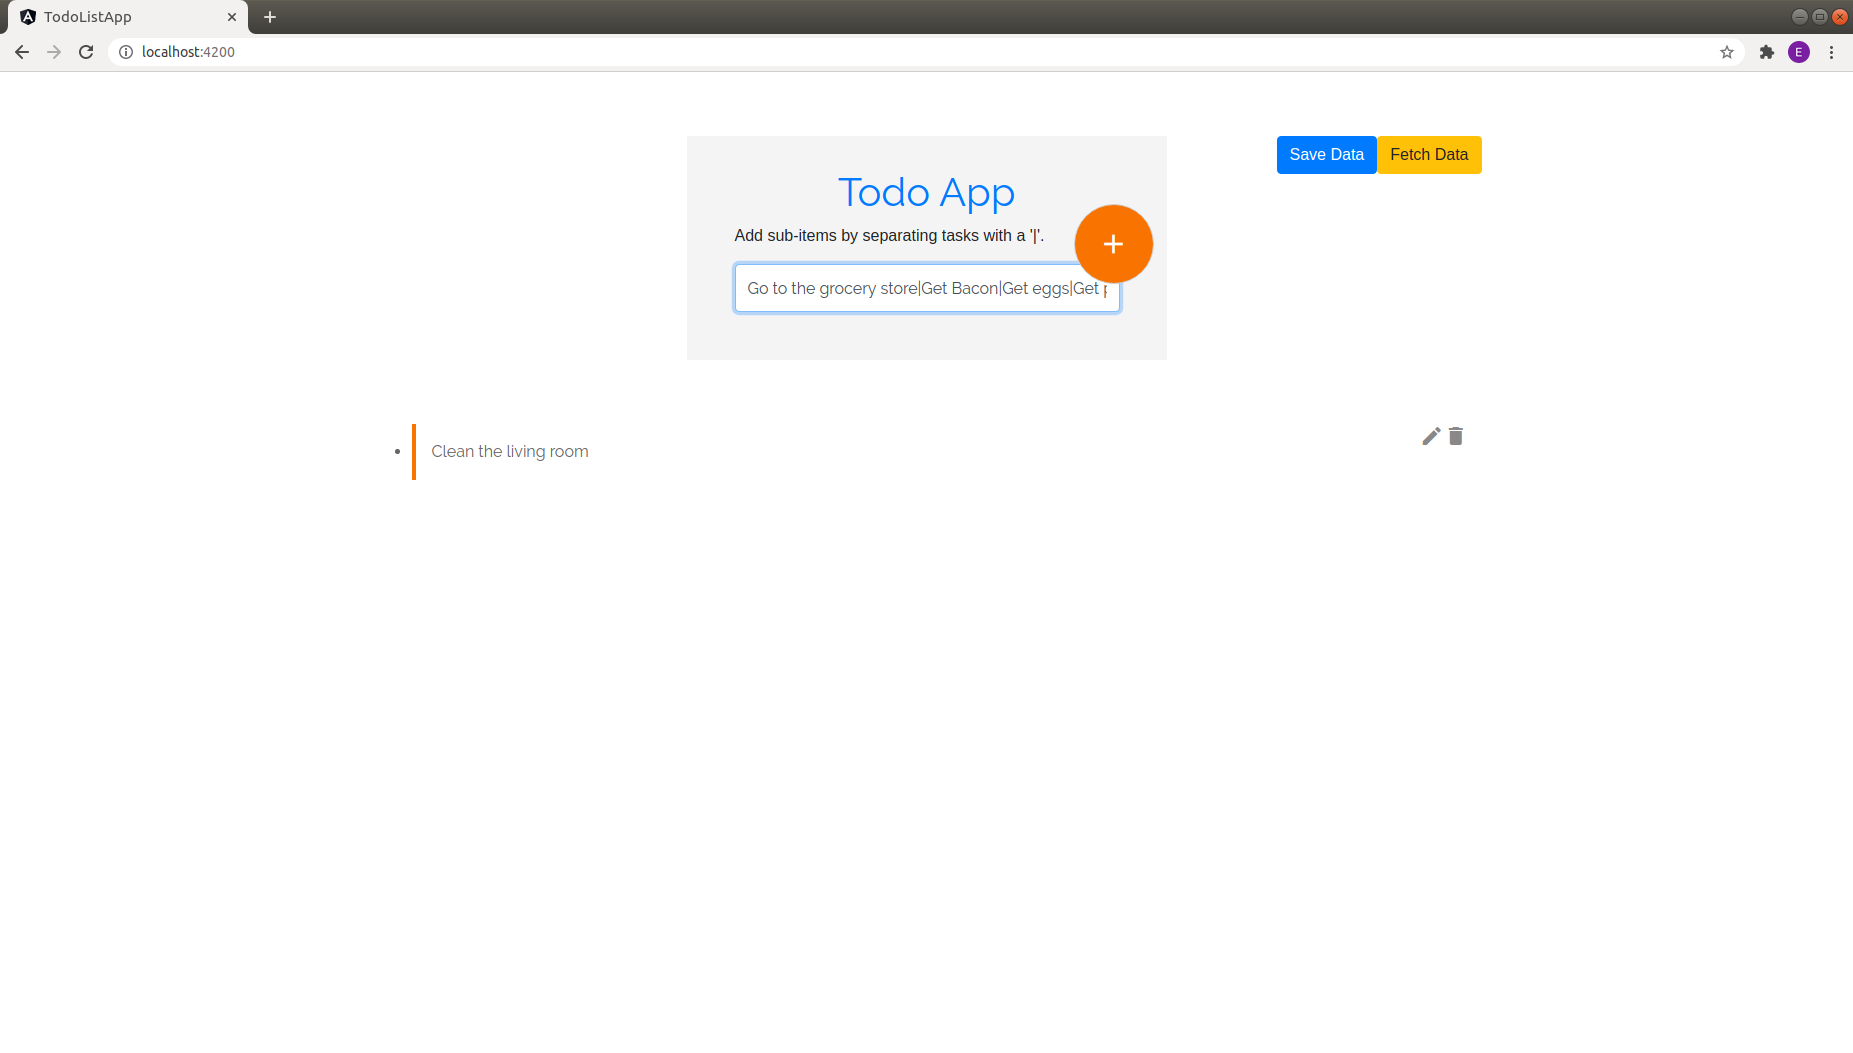 TodoListApp
localhost:4200
E
Save Data Fetch Data
Todo App
Add sub-items by separating tasks with a '|'.
Go to the grocery store|Get Bacon|Get eggs|Get
Clean the living room